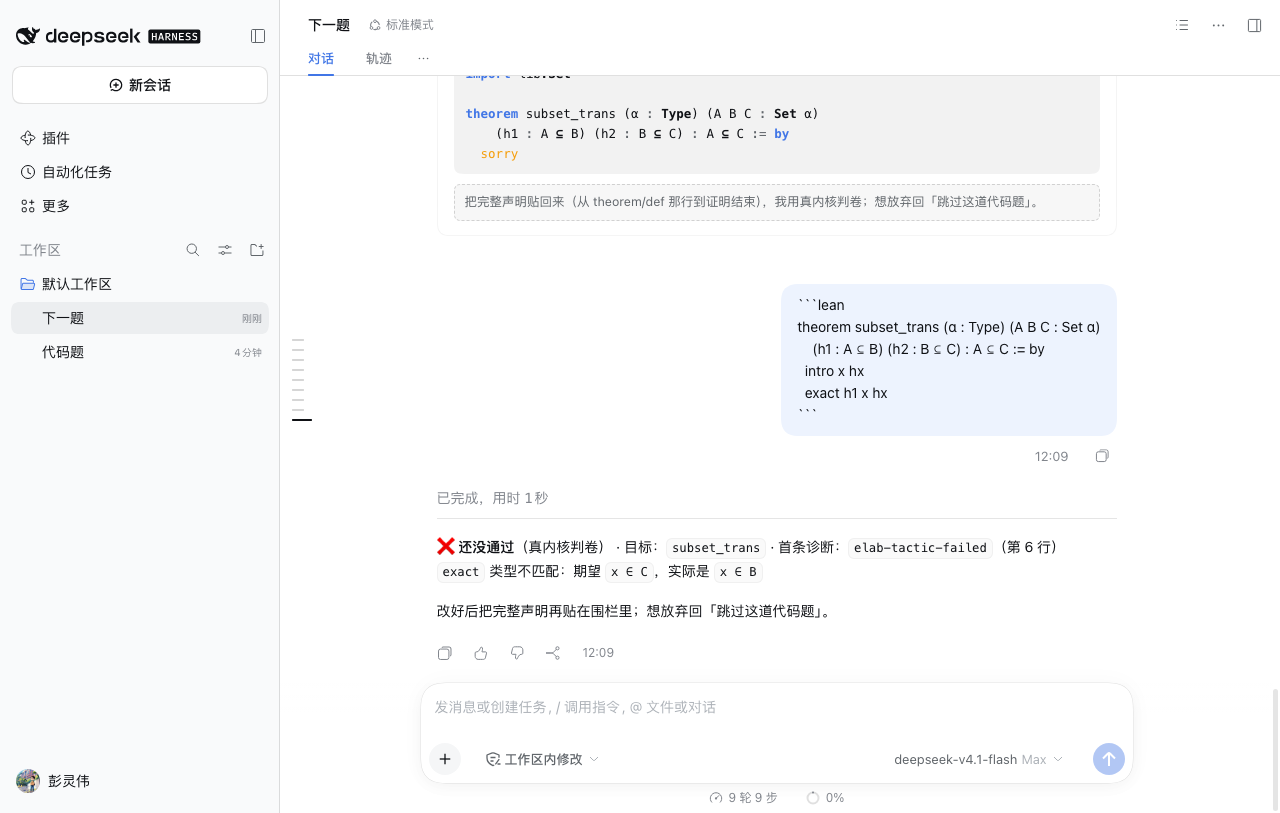 deepseek HARNESS
新会话
插件
自动化任务
更多
工作区
默认工作区
下一题 刚刚
代码题 4 分钟
彭灵伟
下一题 标准模式
对话 轨迹 ...
import lib.Set
theorem subset_trans (α : Type) (A B C : Set α)
(h1 : A ⊆ B) (h2 : B ⊆ C) : A ⊆ C := by
sorry
把完整声明贴回来（从 theorem/def 那行到证明结束），我用真内核判卷；想放弃回「跳过这道代码题」。
```lean
theorem subset_trans (α : Type) (A B C : Set α)
(h1 : A ⊆ B) (h2 : B ⊆ C) : A ⊆ C := by
intro x hx
exact h1 x hx
```
12:09
已完成，用时 1 秒
❌ 还没通过（真内核判卷） · 目标： subset_trans · 首条诊断： elab-tactic-failed （第 6 行）
exact 类型不匹配：期望 x ∈ C，实际是 x ∈ B
改好后把完整声明再贴在围栏里；想放弃回「跳过这道代码题」。
12:09
发消息或创建任务, / 调用指令, @ 文件或对话
工作区内修改 deepseek-v4.1-flash Max
9 轮 9 步 0%